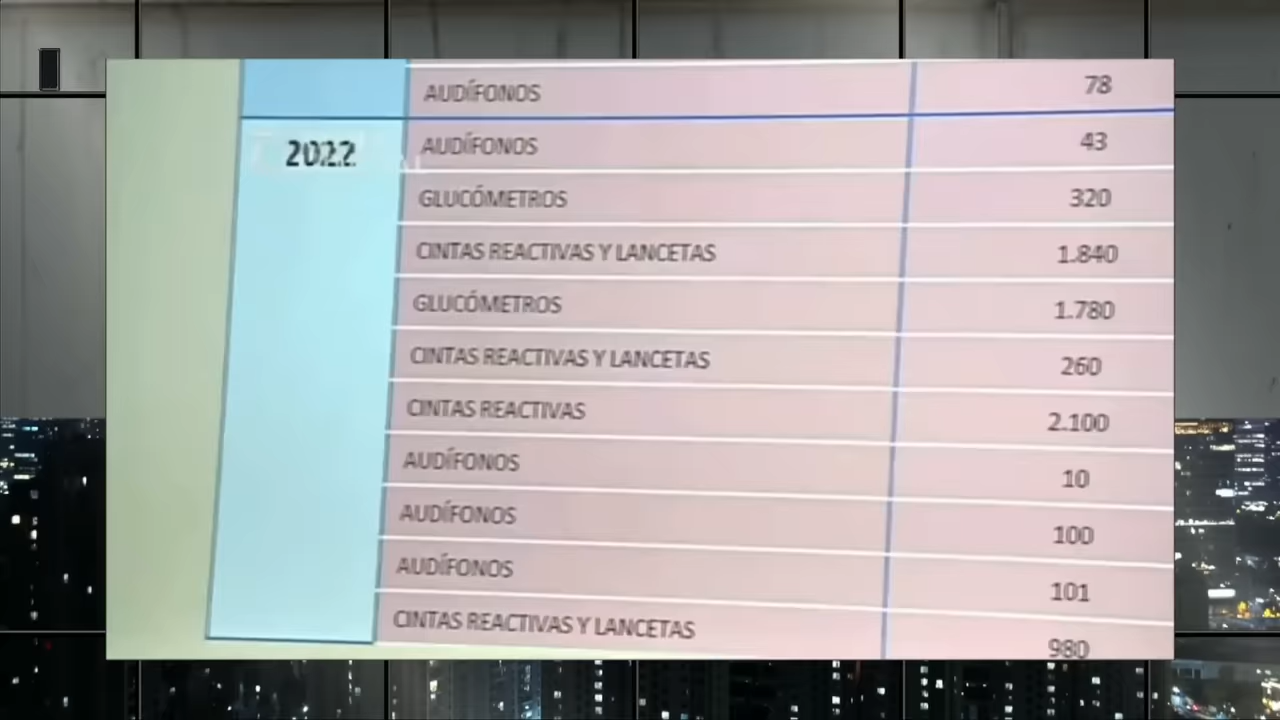 AUDÍFONOS 78
2022 AUDÍFONOS 43
GLUCÓMETROS 320
CINTAS REACTIVAS Y LANCETAS 1.840
GLUCÓMETROS 1.780
CINTAS REACTIVAS Y LANCETAS 260
CINTAS REACTIVAS 2.100
AUDÍFONOS 10
AUDÍFONOS 100
AUDÍFONOS 101
CINTAS REACTIVAS Y LANCETAS 980